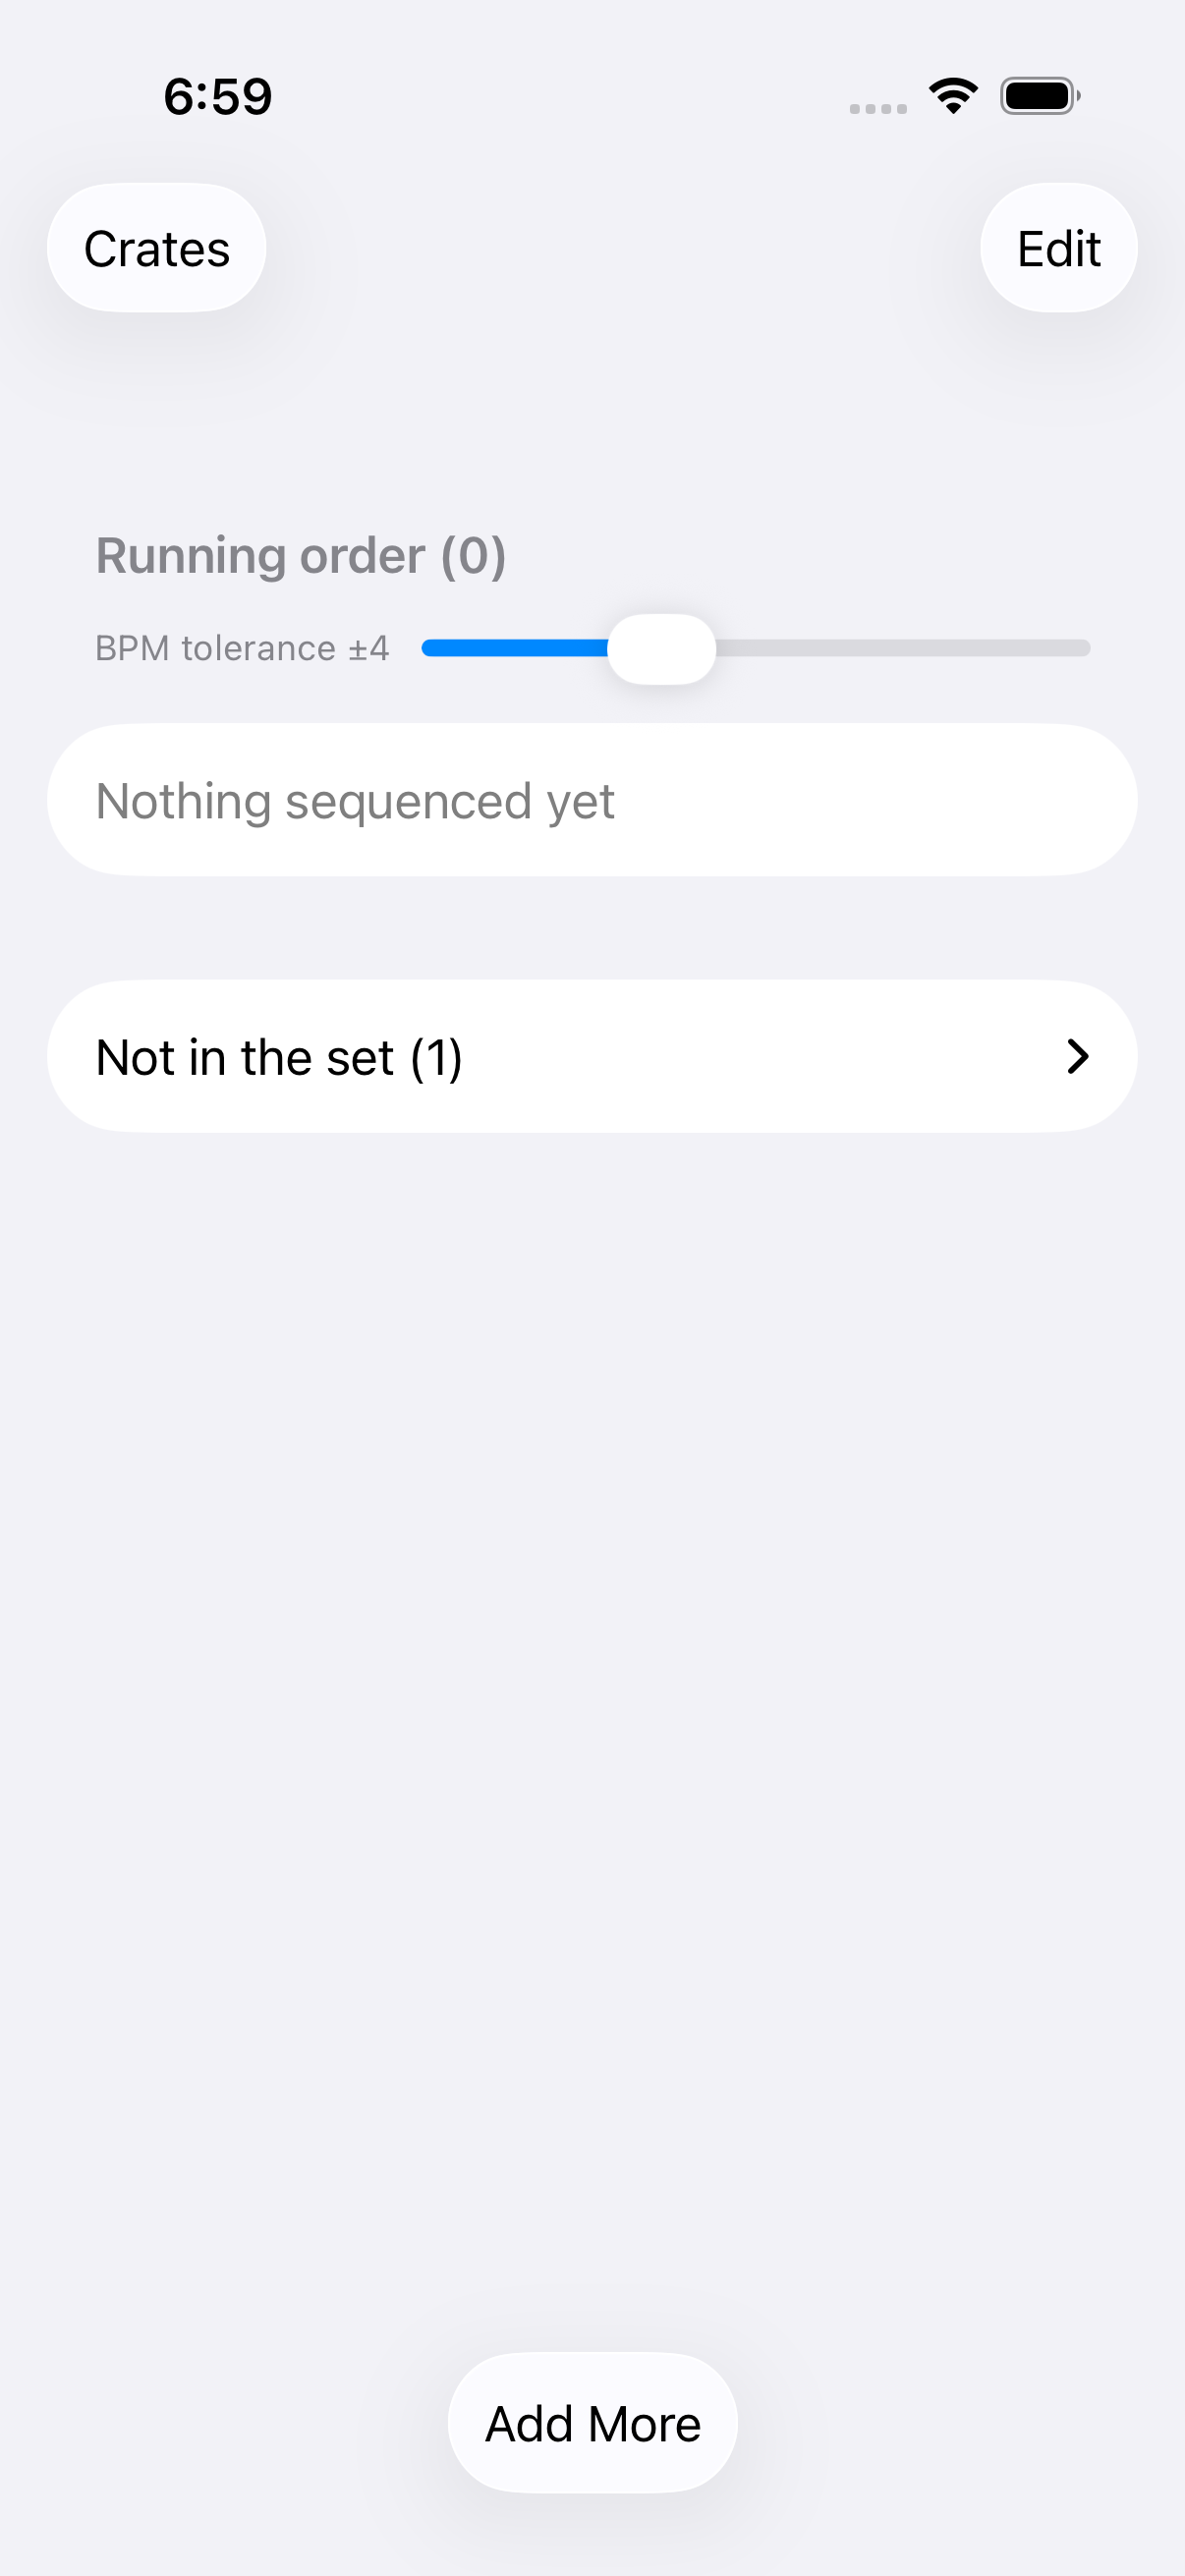 6:59
Crates
Edit
Running order (0)
BPM tolerance ±4
Nothing sequenced yet
Not in the set (1)
Add More